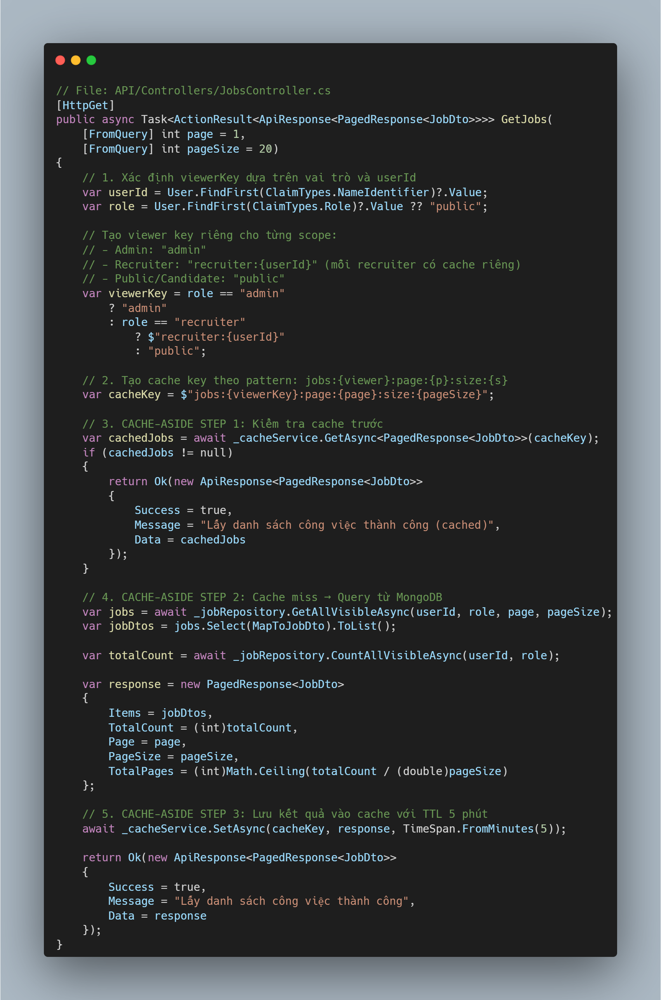 // File: API/Controllers/JobsController.cs
[HttpGet]
public async Task<ActionResult<ApiResponse<PagedResponse<JobDto>>>> GetJobs(
    [FromQuery] int page = 1,
    [FromQuery] int pageSize = 20)
{
    // 1. Xác định viewerKey dựa trên vai trò và userId
    var userId = User.FindFirst(ClaimTypes.NameIdentifier)?.Value;
    var role = User.FindFirst(ClaimTypes.Role)?.Value ?? "public";

    // Tạo viewer key riêng cho từng scope:
    // - Admin: "admin"
    // - Recruiter: "recruiter:{userId}" (mỗi recruiter có cache riêng)
    // - Public/Candidate: "public"
    var viewerKey = role == "admin"
        ? "admin"
        : role == "recruiter"
            ? $"recruiter:{userId}"
            : "public";

    // 2. Tạo cache key theo pattern: jobs:{viewer}:page:{p}:size:{s}
    var cacheKey = $"jobs:{viewerKey}:page:{page}:size:{pageSize}";

    // 3. CACHE-ASIDE STEP 1: Kiểm tra cache trước
    var cachedJobs = await _cacheService.GetAsync<PagedResponse<JobDto>>(cacheKey);
    if (cachedJobs != null)
    {
        return Ok(new ApiResponse<PagedResponse<JobDto>>
        {
            Success = true,
            Message = "Lấy danh sách công việc thành công (cached)",
            Data = cachedJobs
        });
    }

    // 4. CACHE-ASIDE STEP 2: Cache miss → Query từ MongoDB
    var jobs = await _jobRepository.GetAllVisibleAsync(userId, role, page, pageSize);
    var jobDtos = jobs.Select(MapToJobDto).ToList();

    var totalCount = await _jobRepository.CountAllVisibleAsync(userId, role);

    var response = new PagedResponse<JobDto>
    {
        Items = jobDtos,
        TotalCount = (int)totalCount,
        Page = page,
        PageSize = pageSize,
        TotalPages = (int)Math.Ceiling(totalCount / (double)pageSize)
    };

    // 5. CACHE-ASIDE STEP 3: Lưu kết quả vào cache với TTL 5 phút
    await _cacheService.SetAsync(cacheKey, response, TimeSpan.FromMinutes(5));

    return Ok(new ApiResponse<PagedResponse<JobDto>>
    {
        Success = true,
        Message = "Lấy danh sách công việc thành công",
        Data = response
    });
}